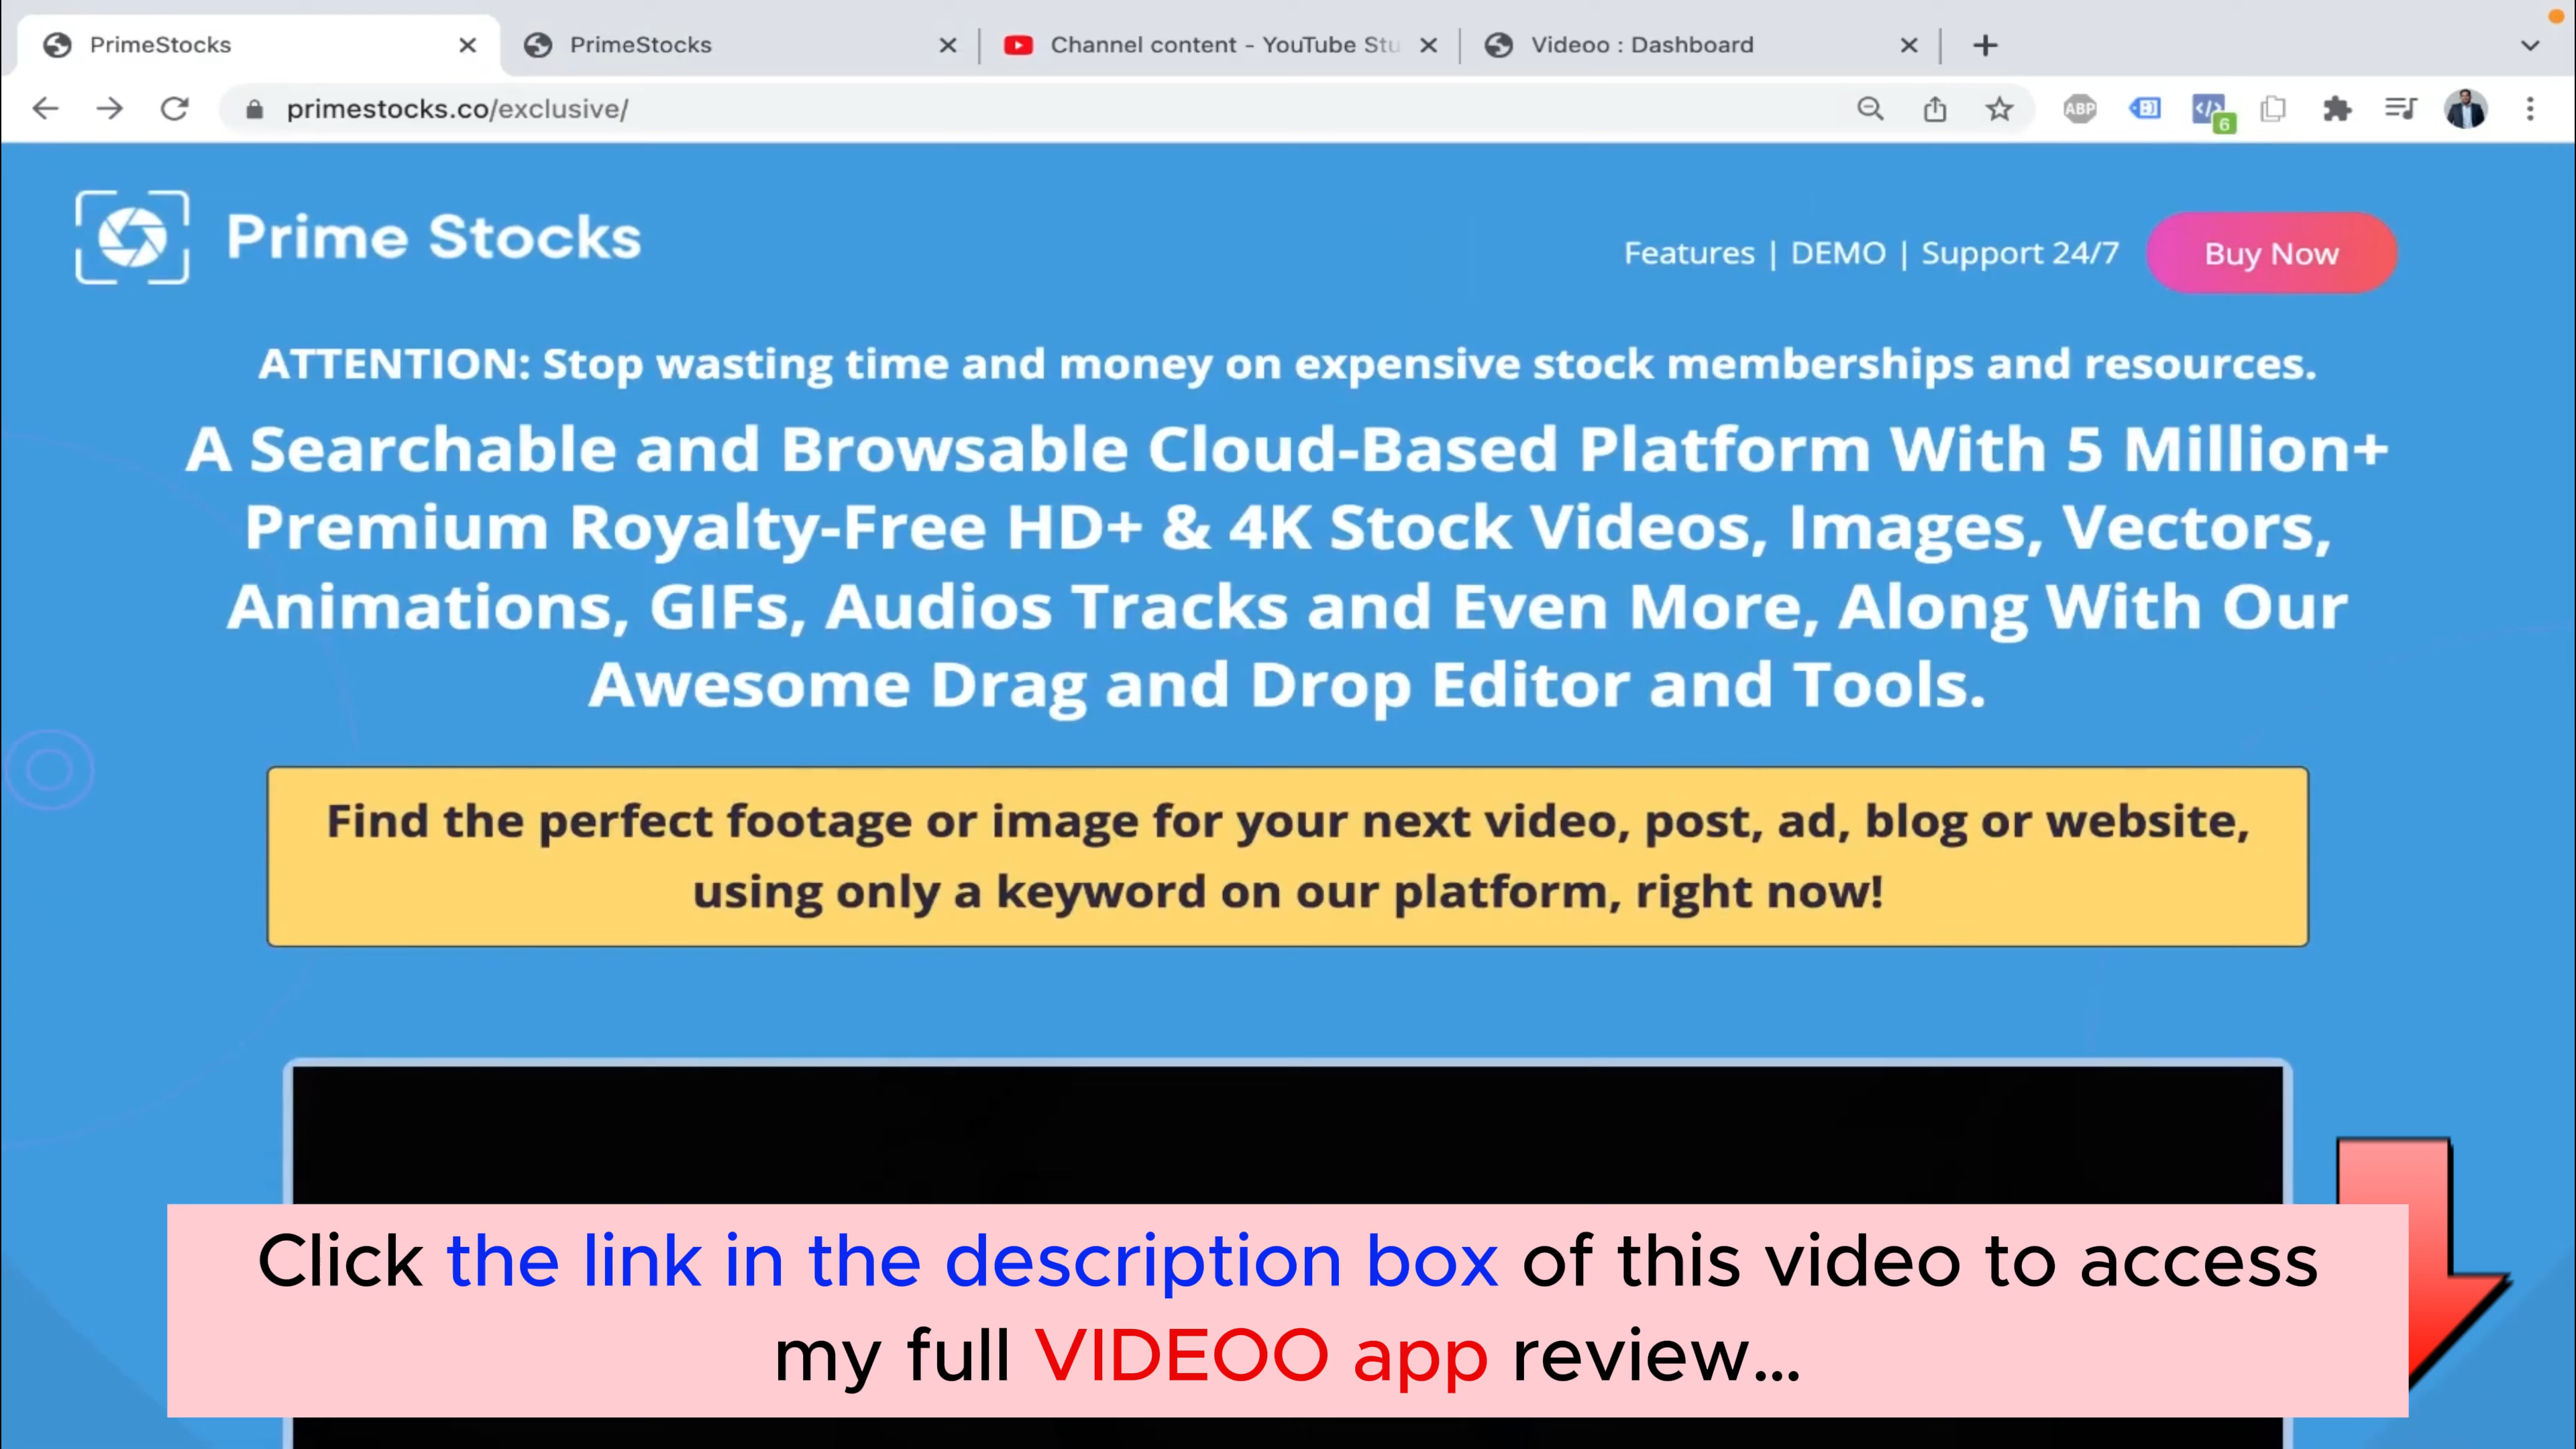 PrimeStocks
PrimeStocks
Channel content - YouTube Stu
Videoo : Dashboard
primestocks.co/exclusive/
ABP
6
Prime Stocks
Features | DEMO | Support 24/7
Buy Now
ATTENTION: Stop wasting time and money on expensive stock memberships and resources.
A Searchable and Browsable Cloud-Based Platform With 5 Million+
Premium Royalty-Free HD+ & 4K Stock Videos, Images, Vectors,
Animations, GIFs, Audios Tracks and Even More, Along With Our
Awesome Drag and Drop Editor and Tools.
Find the perfect footage or image for your next video, post, ad, blog or website,
using only a keyword on our platform, right now!
Click the link in the description box of this video to access
my full VIDEOO app review...